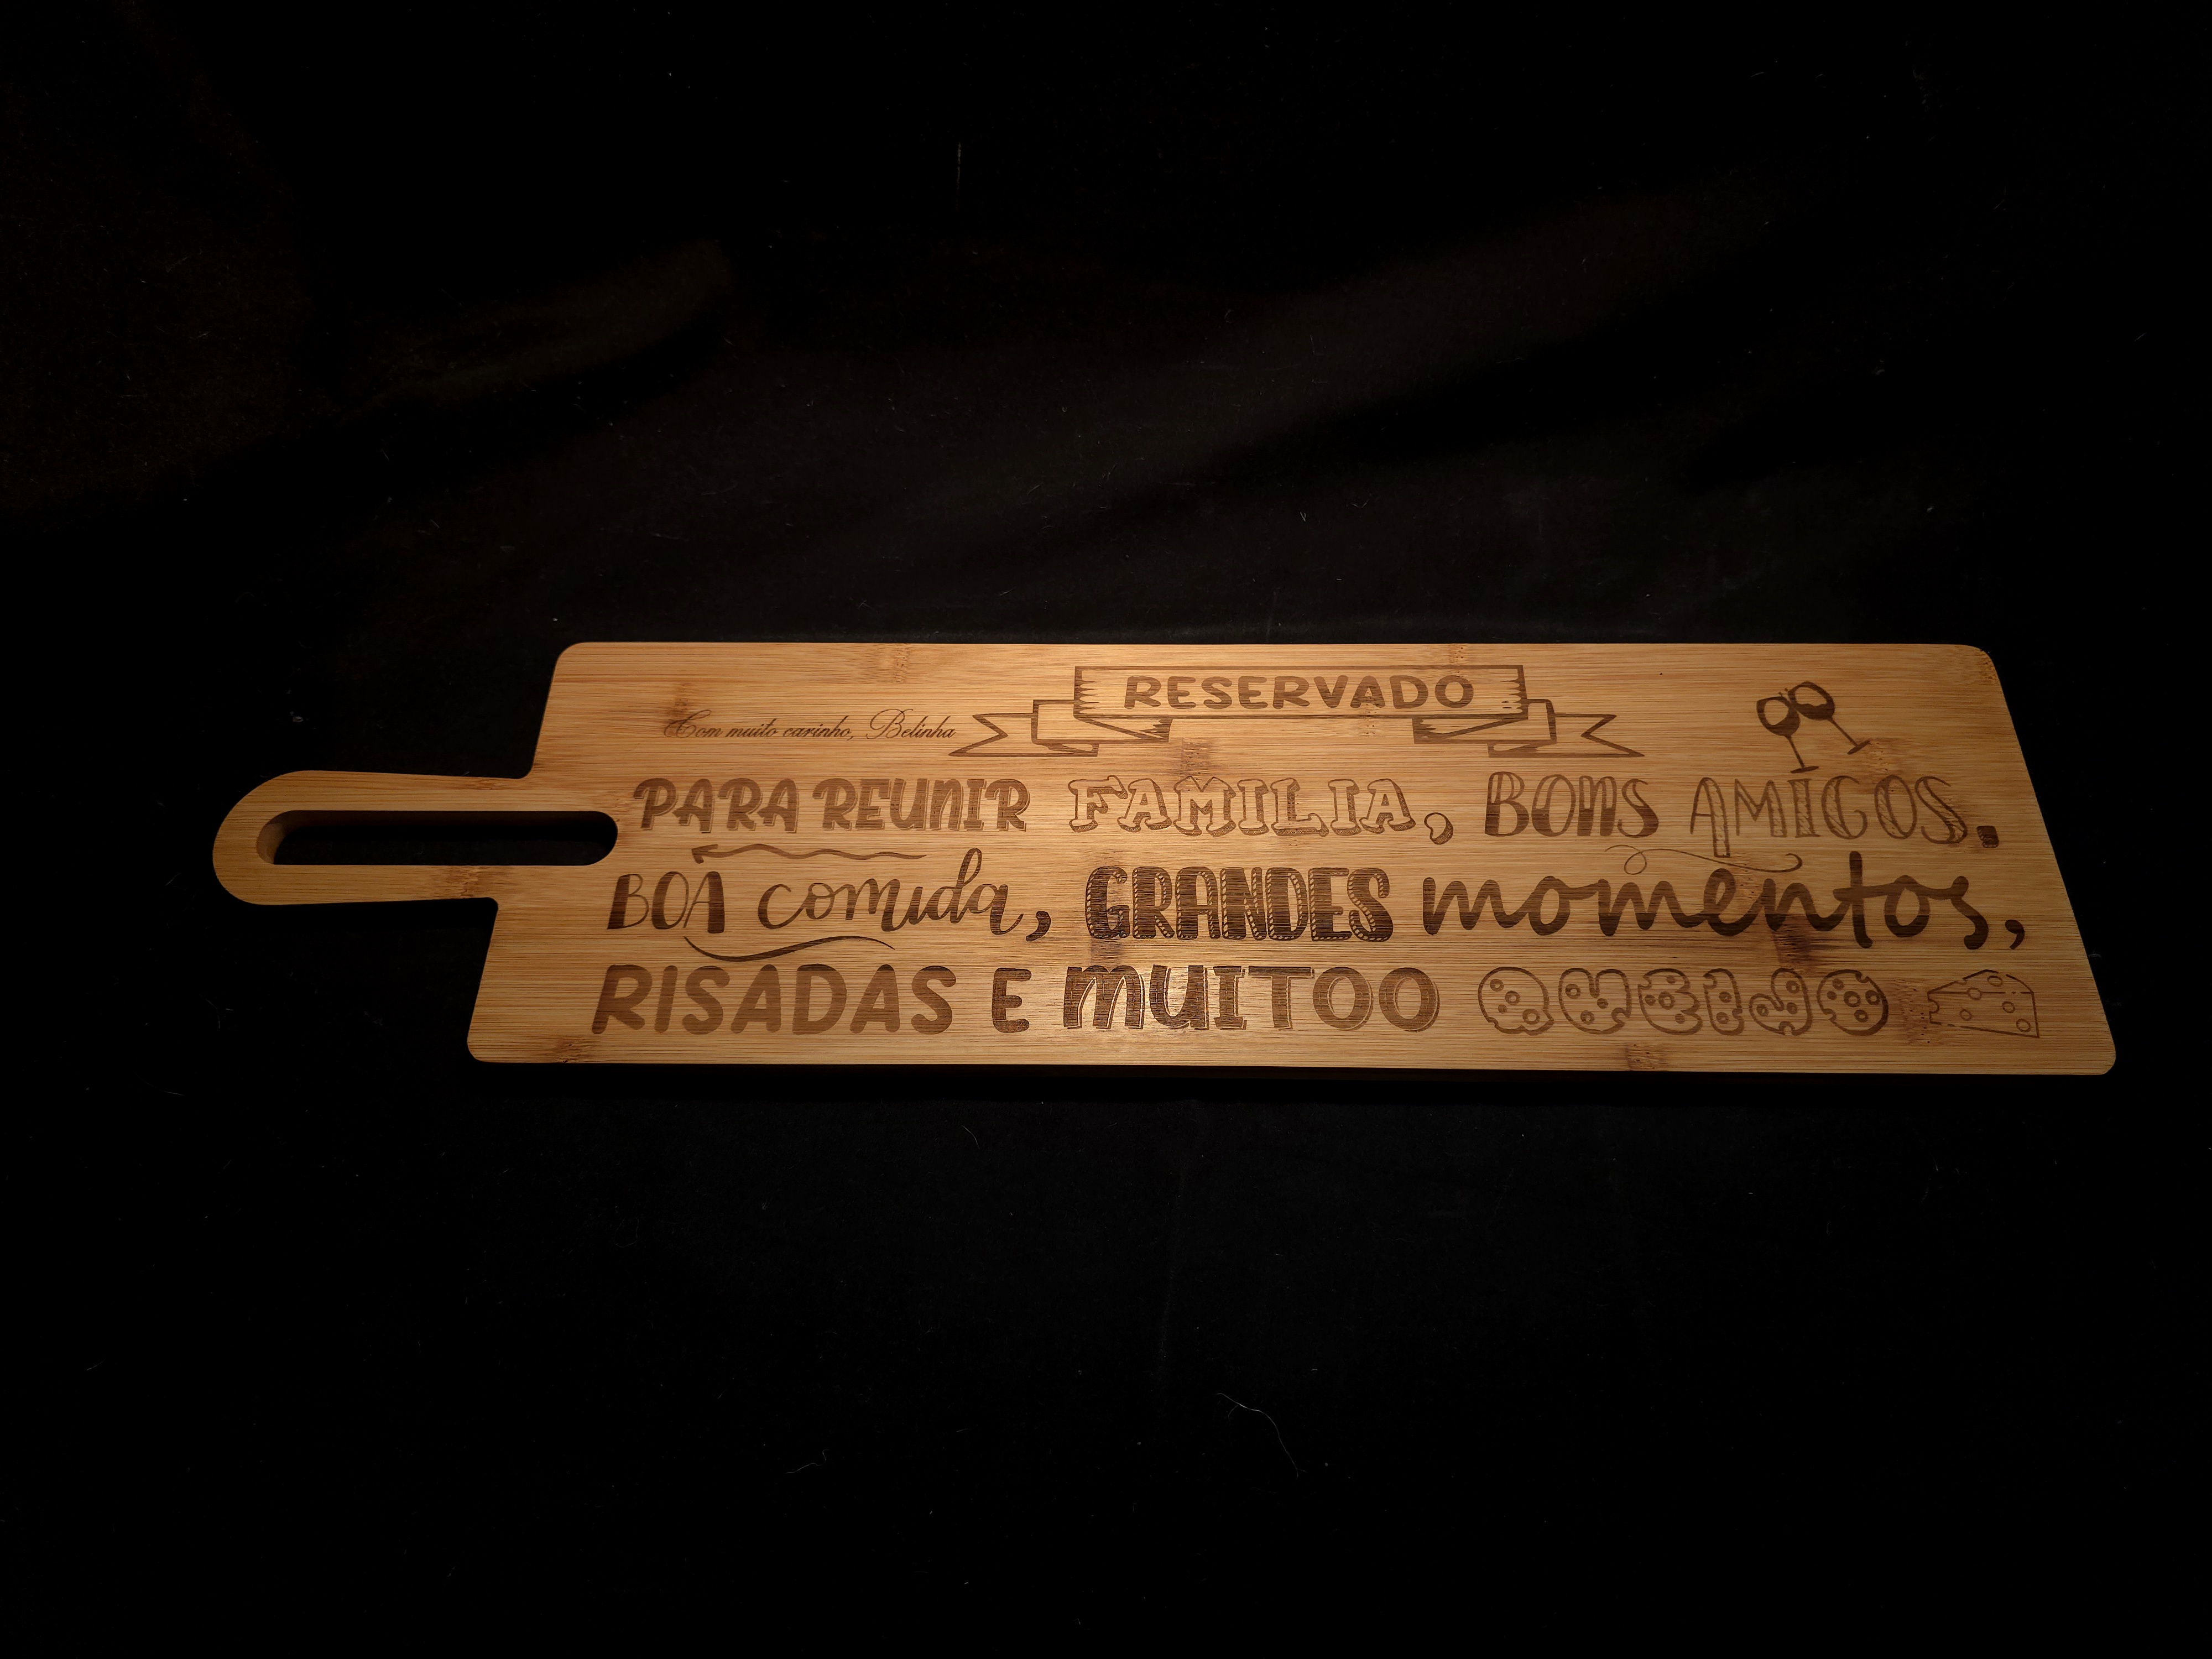 RESERVADO
Com muito carinho, Belinha
PARA REUNIR FAMILIA, BONS AMIGOS.
BOA comida, GRANDES momentos,
RISADAS E MUITOO QUEIJO